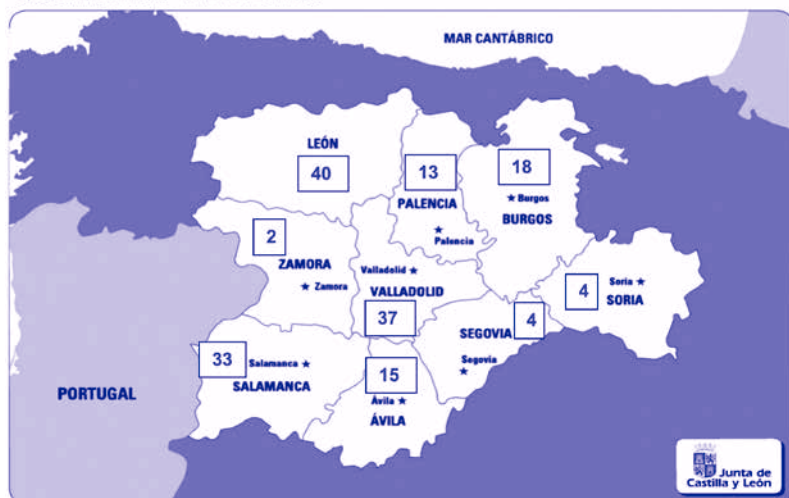 MAR CANTÁBRICO
LEÓN
40
13
PALENCIA
Palencia
18
Burgos
BURGOS
2
ZAMORA
Zamora
Valladolid
VALLADOLID
37
4
Soria
SORIA
SEGOVIA
4
Segovia
33
Salamanca
SALAMANCA
15
Ávila
ÁVILA
PORTUGAL
Junta de
Castilla y León